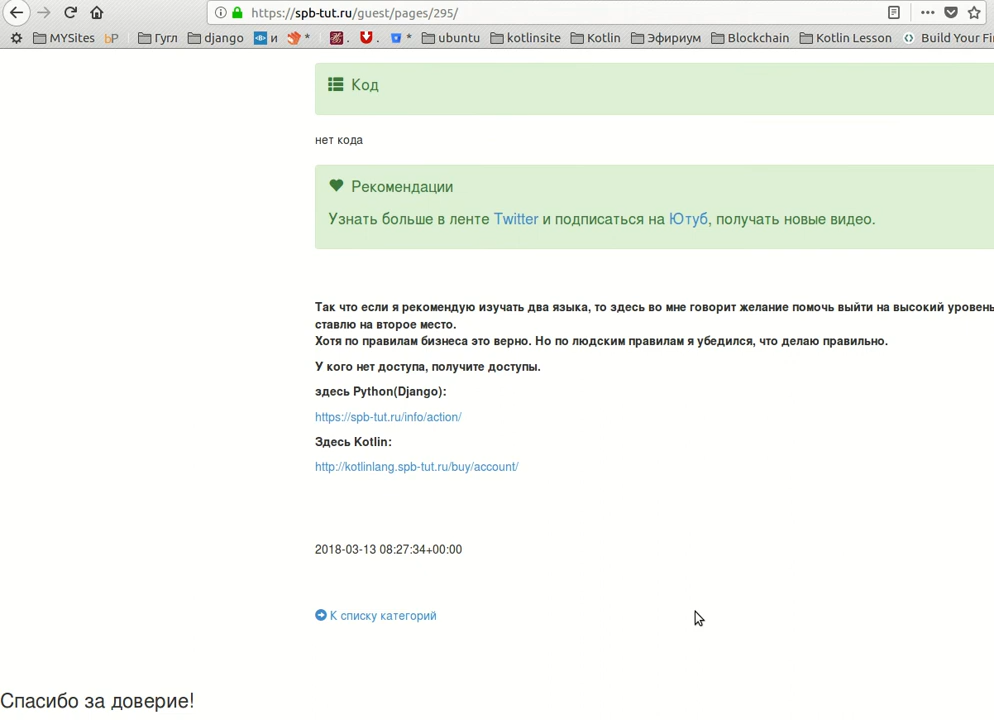 https://spb-tut.ru/guest/pages/295/
MYSites bP Гугл django и * . . * ubuntu kotlinsite Kotlin Эфириум Blockchain Kotlin Lesson Build Your Fi
Код
нет кода
Рекомендации
Узнать больше в ленте Twitter и подписаться на Ютуб, получать новые видео.
Так что если я рекомендую изучать два языка, то здесь во мне говорит желание помочь выйти на высокий уровень
ставлю на второе место.
Хотя по правилам бизнеса это верно. Но по людским правилам я убедился, что делаю правильно.
У кого нет доступа, получите доступы.
здесь Python(Django):
https://spb-tut.ru/info/action/
Здесь Kotlin:
http://kotlinlang.spb-tut.ru/buy/account/
2018-03-13 08:27:34+00:00
К списку категорий
Спасибо за доверие!